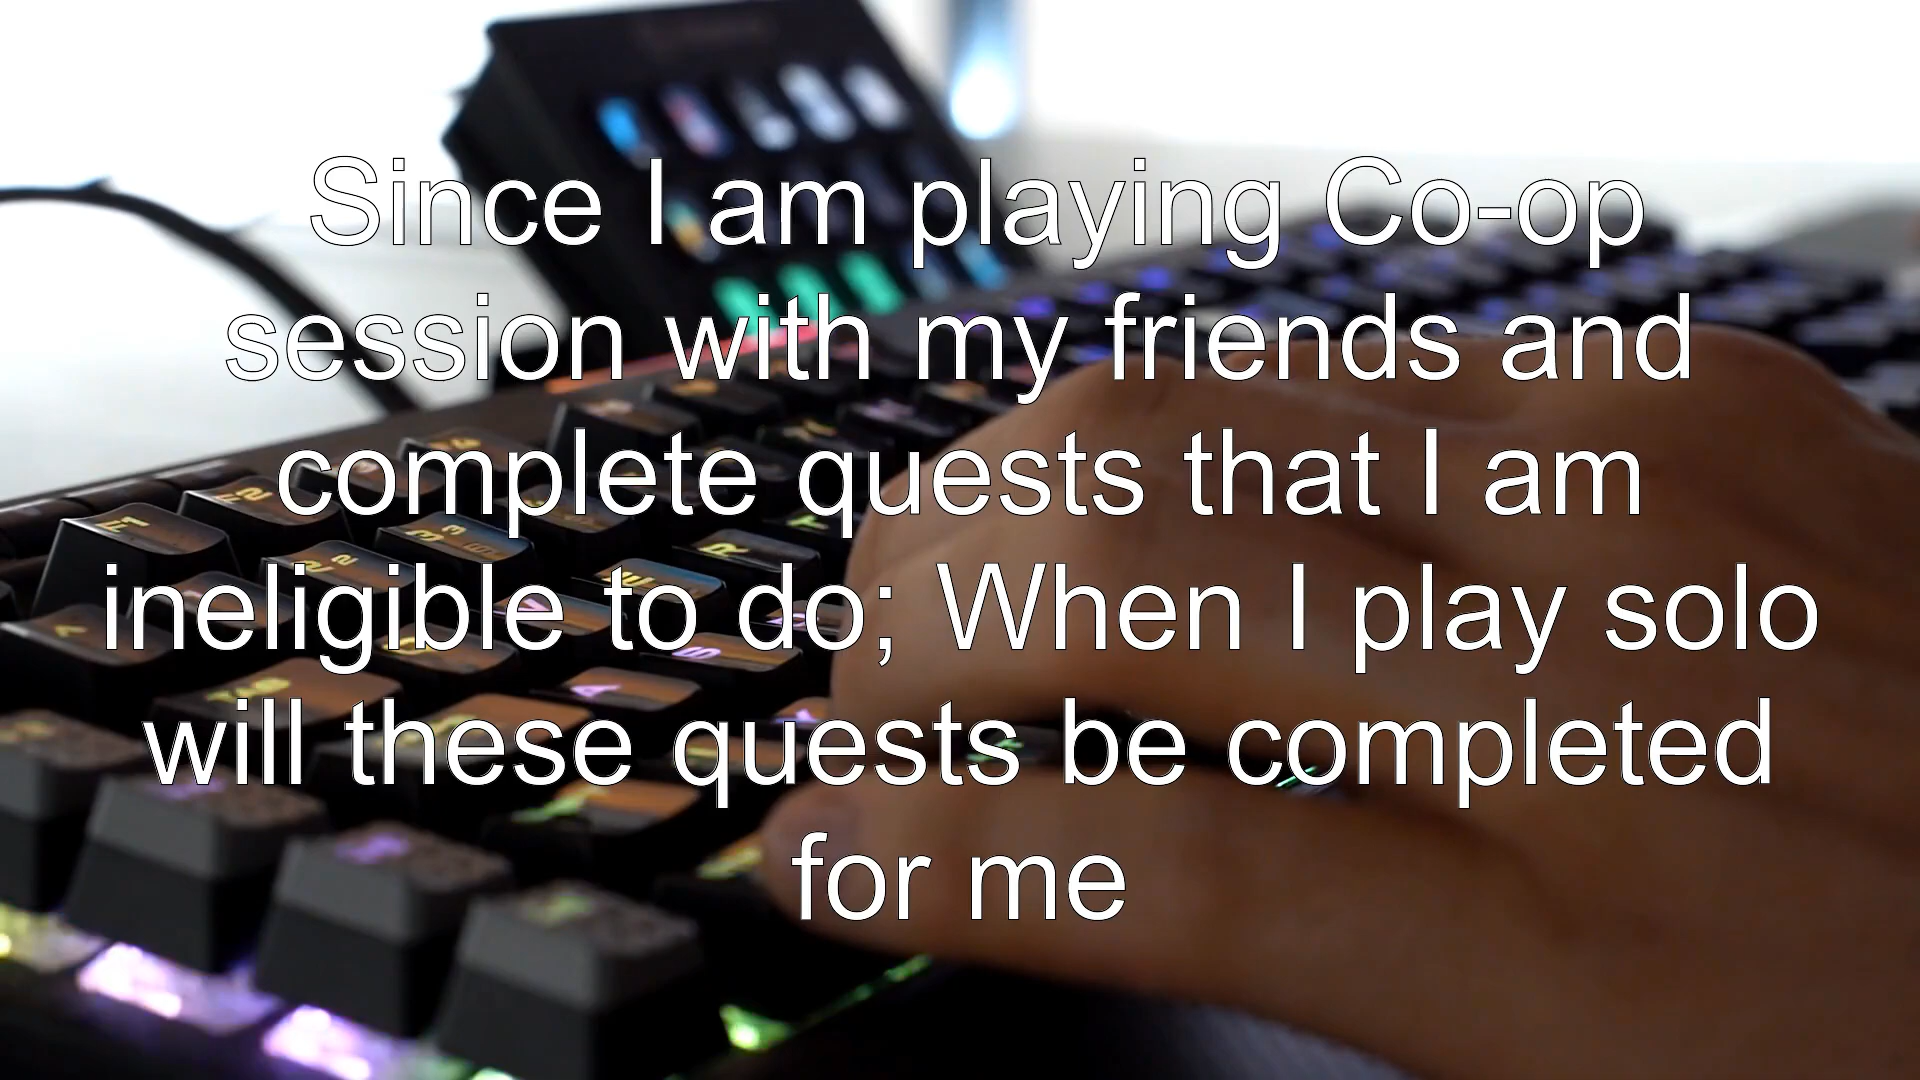 Since I am playing Co-op
session with my friends and
complete quests that I am
ineligible to do; When I play solo
will these quests be completed
for me